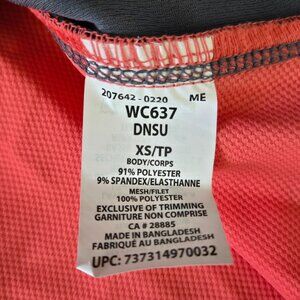 207642-0220 ME
WC637
DNSU
XS/TP
BODY/CORPS
91% POLYESTER
9% SPANDEX/ELASTHANNE
MESH/FILET
100% POLYESTER
EXCLUSIVE OF TRIMMING
GARNITURE NON COMPRISE
CA # 28885
MADE IN BANGLADESH
FABRIQUÉ AU BANGLADESH
UPC: 737314970032